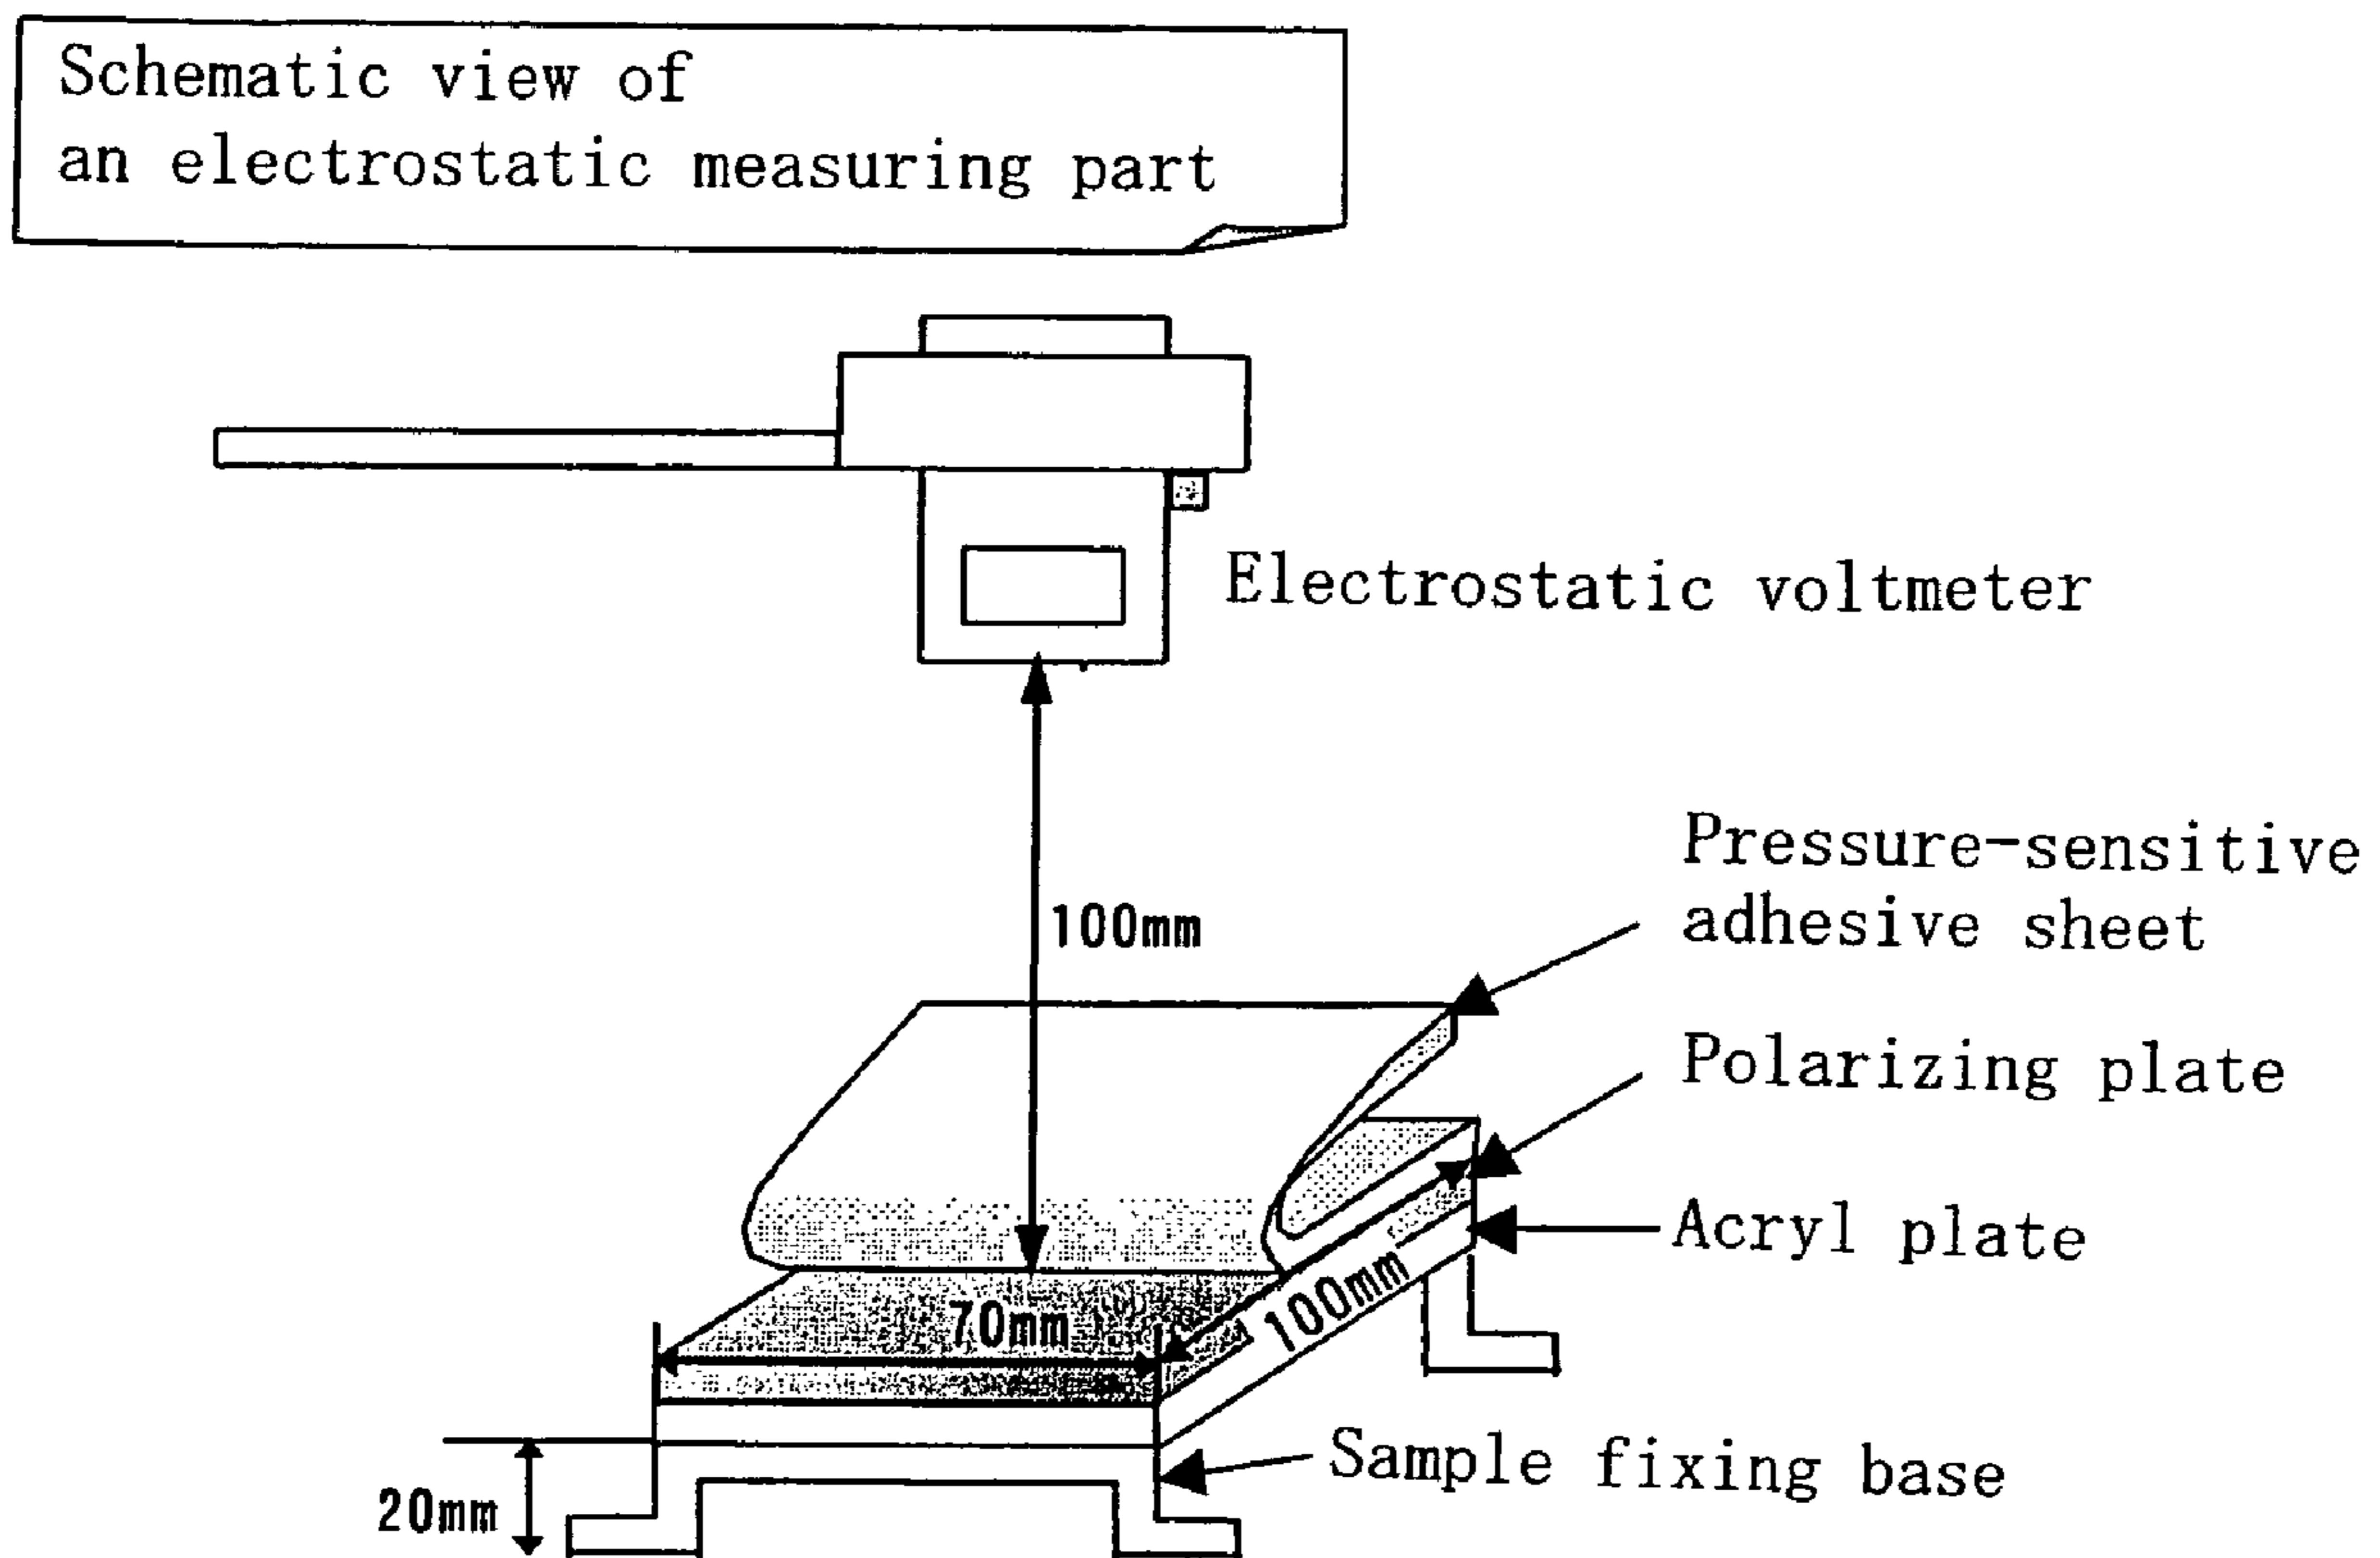 Schematic view of
an electrostatic measuring part
Electrostatic voltmeter
100mm
Pressure-sensitive
adhesive sheet
Polarizing plate
Acryl plate
70mm
100mm
Sample fixing base
20mm